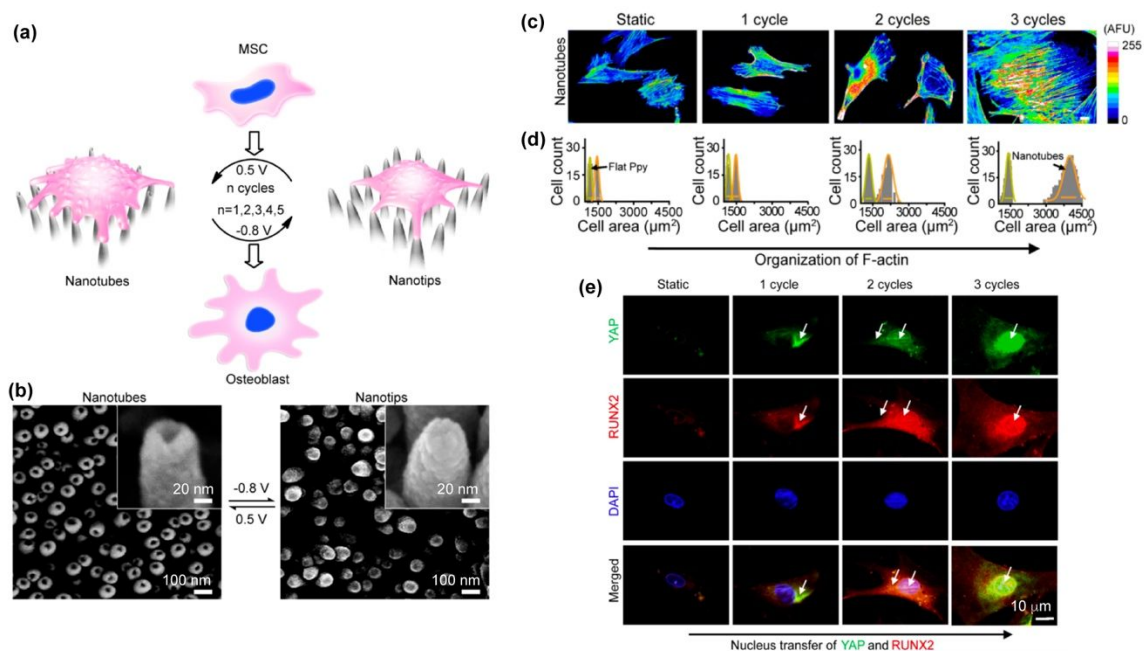 (a)
MSC
0.5 V
n cycles
n=1,2,3,4,5
-0.8 V
Nanotubes
Nanotips
Osteoblast
(b)
Nanotubes
Nanotips
20 nm
20 nm
-0.8 V
0.5 V
100 nm
100 nm
(c)
Static
1 cycle
2 cycles
3 cycles
(AFU)
255
0
Nanotubes
(d)
Cell count
30
15
0
Flat Ppy
1500 3000 4500
Cell area (µm²)
Cell count
30
15
0
1500 3000 4500
Cell area (µm²)
Cell count
30
15
0
1500 3000 4500
Cell area (µm²)
Cell count
30
15
0
Nanotubes
1500 3000 4500
Cell area (µm²)
Organization of F-actin
(e)
Static
1 cycle
2 cycles
3 cycles
YAP
RUNX2
DAPI
Merged
10 µm
Nucleus transfer of YAP and RUNX2